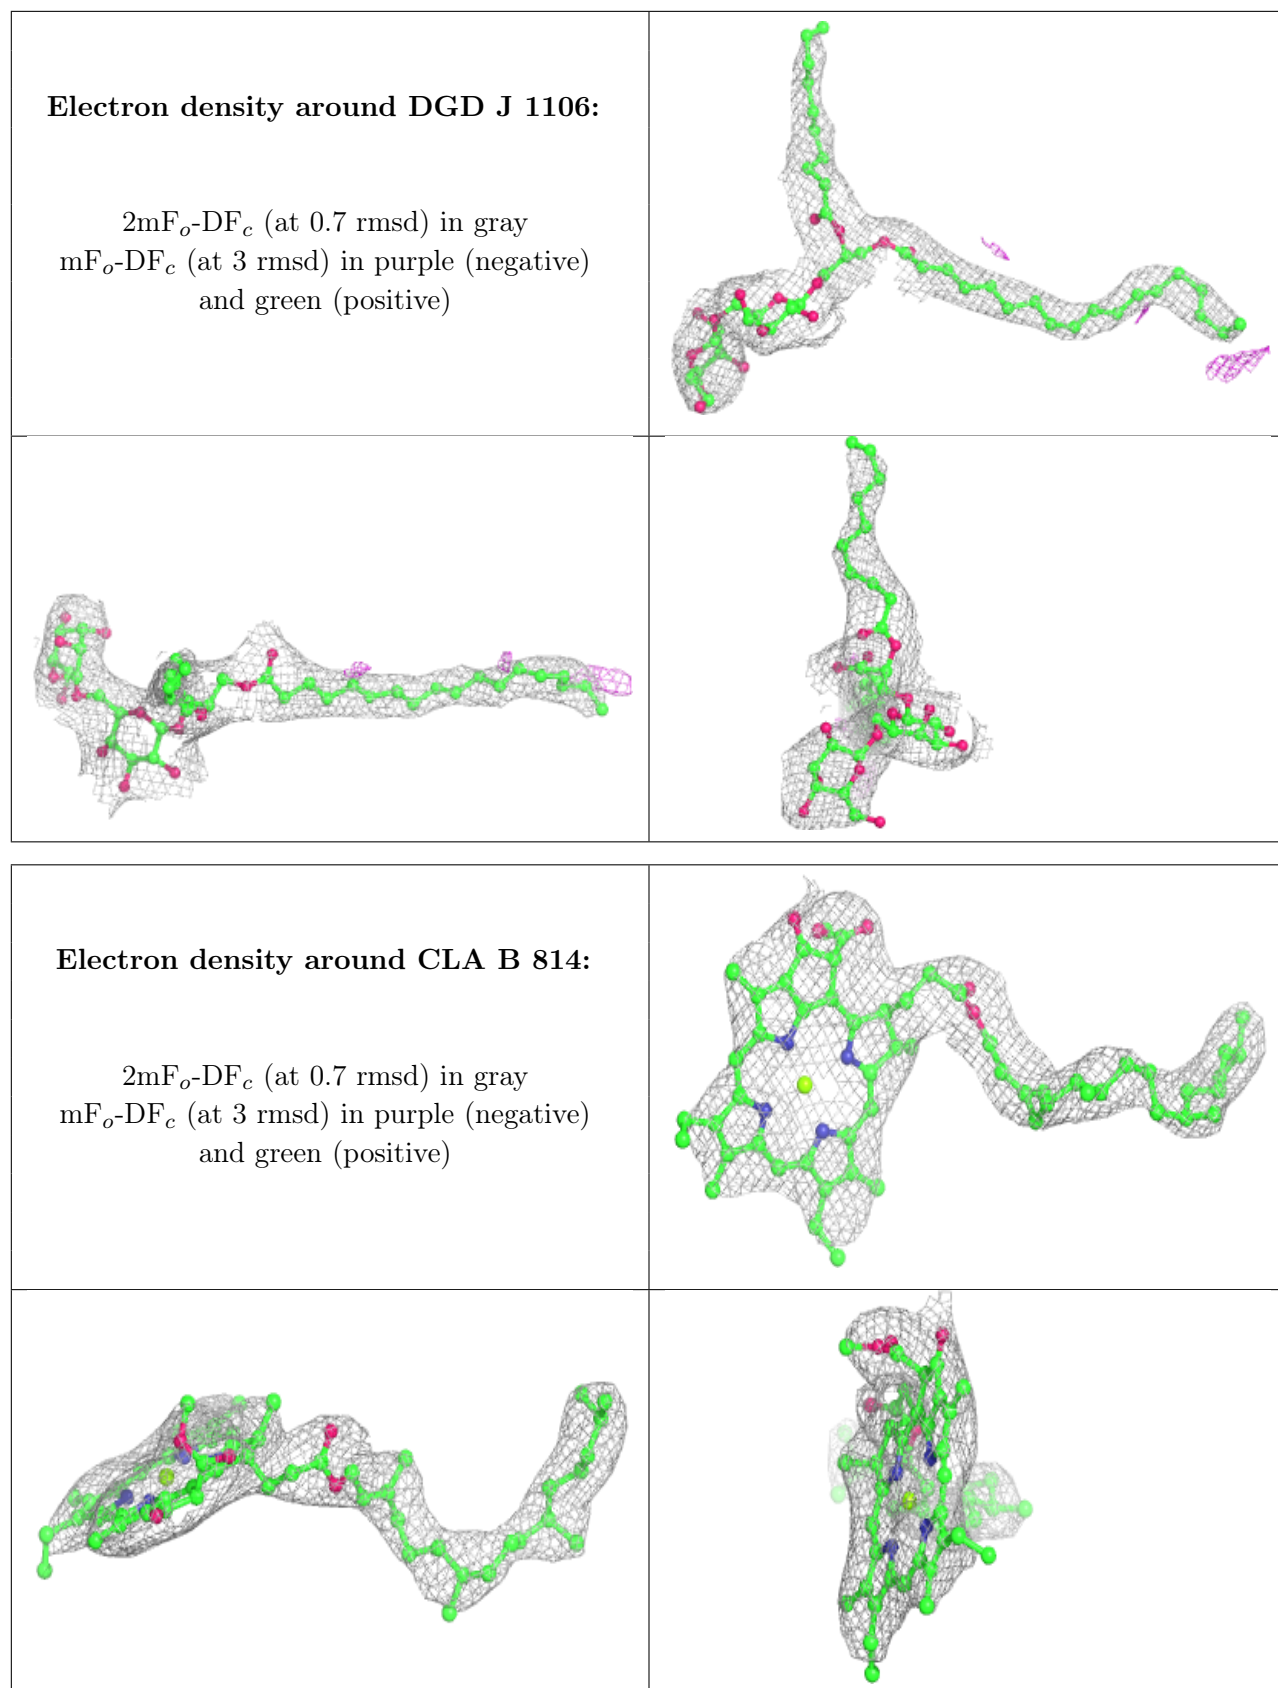 Electron density around DGD J 1106:
2mFo-DFc (at 0.7 rmsd) in gray
mFo-DFc (at 3 rmsd) in purple (negative)
and green (positive)
Electron density around CLA B 814:
2mFo-DFc (at 0.7 rmsd) in gray
mFo-DFc (at 3 rmsd) in purple (negative)
and green (positive)